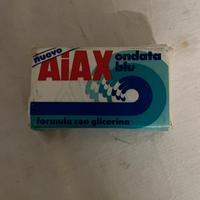 nuovo
AiAX
ondata
blu
formula con glicerina